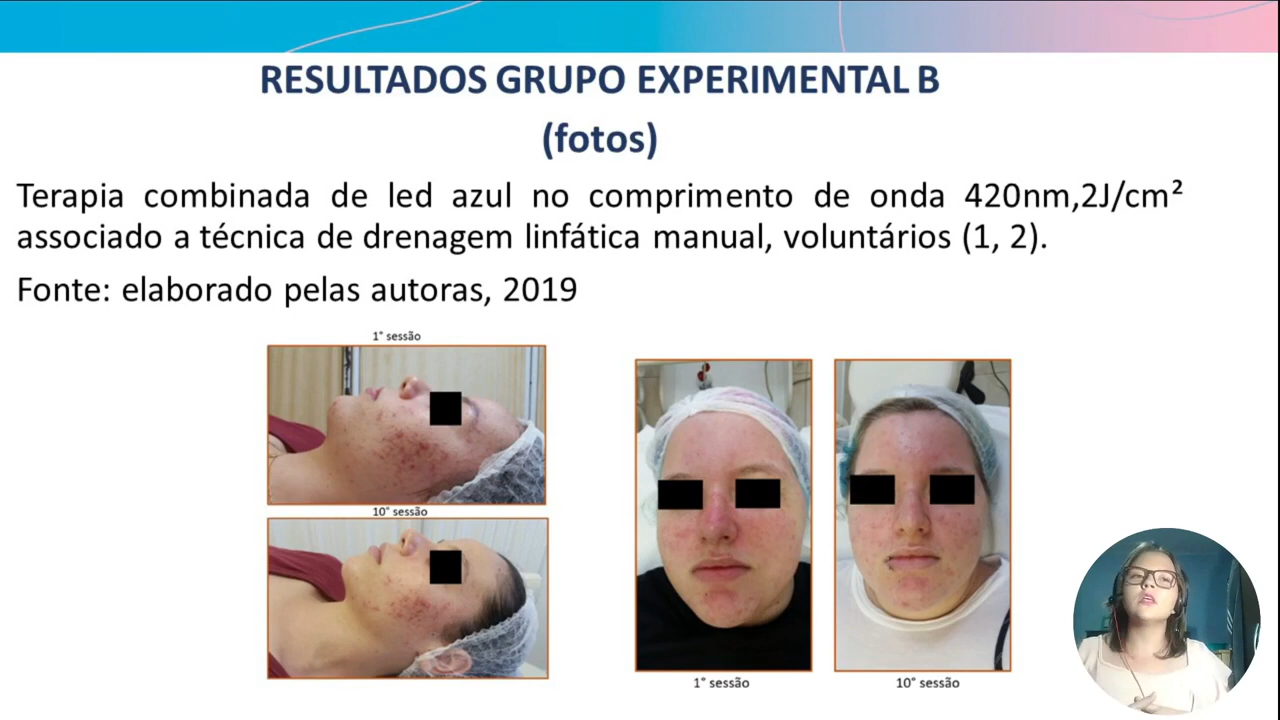 RESULTADOS GRUPO EXPERIMENTAL B
(fotos)
Terapia combinada de led azul no comprimento de onda 420nm,2J/cm²
associado a técnica de drenagem linfática manual, voluntários (1, 2).
Fonte: elaborado pelas autoras, 2019
1° sessão
10° sessão
1° sessão
10° sessão